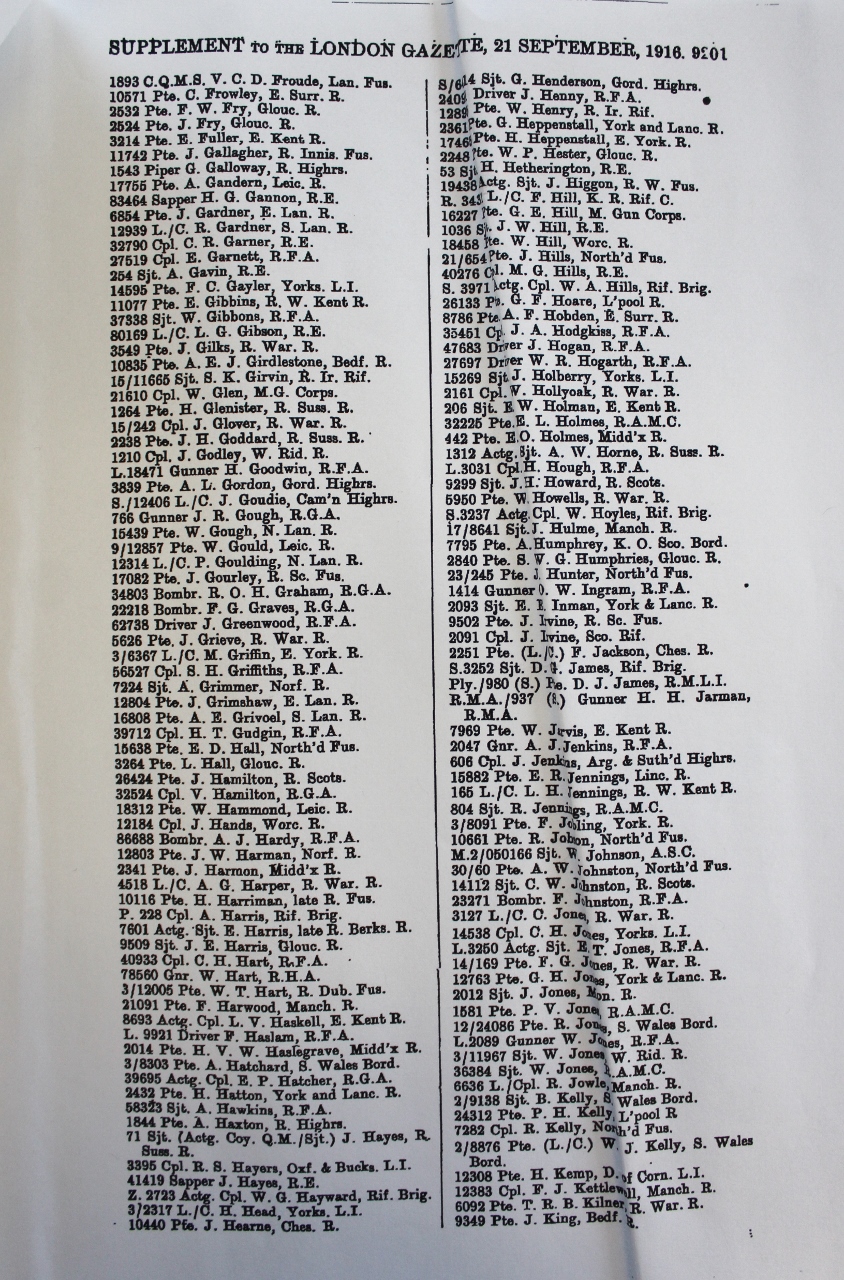 SUPPLEMENT TO THE LONDON GAZETTE, 21 SEPTEMBER, 1916. 9201
1893 C.Q.M.S. V. C. D. Froude, Lan. Fus.
10571 Pte. C. Frowley, E. Surr. R.
2532 Pte. F. W. Fry, Glouc. R.
2524 Pte. J. Fry, Glouc. R.
3214 Pte. E. Fuller, E. Kent R.
11742 Pte. J. Gallagher, R. Innis. Fus.
1543 Piper G. Galloway, R. Highrs.
17755 Pte. A. Gandern, Leic. R.
83464 Sapper H. G. Gannon, R.E.
6854 Pte. J. Gardner, E. Lan. R.
12939 L./C. R. Gardner, S. Lan. R.
32790 Cpl. C. R. Garner, R.E.
27519 Cpl. E. Garnett, R.F.A.
254 Sjt. A. Gavin, R.E.
14595 Pte. F. C. Gayler, Yorks. L.I.
11077 Pte. E. Gibbins, R. W. Kent R.
37338 Sjt. W. Gibbons, R.F.A.
80169 L./C. L. G. Gibson, R.E.
3549 Pte. J. Gilks, R. War. R.
10835 Pte. A. E. J. Girdlestone, Bedf. R.
15/11665 Sjt. S. K. Girvin, R. Ir. Rif.
21610 Cpl. W. Glen, M.G. Corps.
1264 Pte. H. Glenister, R. Suss. R.
15/242 Cpl. J. Glover, R. War. R.
2238 Pte. J. H. Goddard, R. Suss. R.
1210 Cpl. J. Godley, W. Rid. R.
L.18471 Gunner H. Goodwin, R.F.A.
3839 Pte. A. L. Gordon, Gord. Highrs.
S./12406 L./C. J. Goudie, Cam'n Highrs.
766 Gunner J. R. Gough, R.G.A.
15439 Pte. W. Gough, N. Lan. R.
9/12857 Pte. W. Gould, Leic. R.
12314 L./C. P. Goulding, N. Lan. R.
17082 Pte. J. Gourley, R. Sc. Fus.
34803 Bombr. R. O. H. Graham, R.G.A.
22218 Bombr. F. G. Graves, R.G.A.
62738 Driver J. Greenwood, R.F.A.
5626 Pte. J. Grieve, R. War. R.
3/6367 L./C. M. Griffin, E. York. R.
56527 Cpl. S. H. Griffiths, R.F.A.
7224 Sjt. A. Grimmer, Norf. R.
12804 Pte. J. Grimshaw, E. Lan. R.
16808 Pte. A. E. Grivoel, S. Lan. R.
39712 Cpl. H. T. Gudgin, R.F.A.
15638 Pte. E. D. Hall, North'd Fus.
3264 Pte. L. Hall, Glouc. R.
26424 Pte. J. Hamilton, R. Scots.
32524 Cpl. V. Hamilton, R.G.A.
18312 Pte. W. Hammond, Leic. R.
12184 Cpl. J. Hands, Worc. R.
86688 Bombr. A. J. Hardy, R.F.A.
12803 Pte. J. W. Harman, Norf. R.
2341 Pte. J. Harmon, Midd'x R.
4518 L./C. A. G. Harper, R. War. R.
10116 Pte. H. Harriman, late R. Fus.
P. 228 Cpl. A. Harris, Rif. Brig.
7601 Actg. Sjt. E. Harris, late R. Berks. R.
9509 Sjt. J. E. Harris, Glouc. R.
40933 Cpl. C. H. Hart, R.F.A.
78560 Gnr. W. Hart, R.H.A.
3/12005 Pte. W. T. Hart, R. Dub. Fus.
21091 Pte. F. Harwood, Manch. R.
8693 Actg. Cpl. L. V. Haskell, E. Kent R.
L. 9921 Driver F. Haslam, R.F.A.
2014 Pte. H. V. W. Haslegrave, Midd'x R.
3/8303 Pte. A. Hatchard, S. Wales Bord.
39695 Actg. Cpl. E. P. Hatcher, R.G.A.
2432 Pte. H. Hatton, York and Lanc. R.
58323 Sjt. A. Hawkins, R.F.A.
1844 Pte. A. Haxton, R. Highrs.
71 Sjt. (Actg. Coy. Q.M./Sjt.) J. Hayes, R.
Suss. R.
3395 Cpl. R. S. Hayers, Oxf. & Bucks. L.I.
41419 Sapper J. Hayes, R.E.
Z. 2723 Actg. Cpl. W. G. Hayward, Rif. Brig.
3/2317 L./C. H. Head, Yorks. L.I.
10440 Pte. J. Hearne, Ches. R.
Sjt. G. Henderson, Gord. Highrs.
Driver J. Henny, R.F.A.
Pte. W. Henry, R. Ir. Rif.
2361 Pte. G. Heppenstall, York and Lanc. R.
1746 Pte. H. Heppenstall, E. York. R.
2248 Pte. W. P. Hester, Glouc. R.
53 Sjt. H. Hetherington, R.E.
19438 Actg. Sjt. J. Higgon, R. W. Fus.
R. L./C. F. Hill, K. R. Rif. C.
16227 Pte. G. E. Hill, M. Gun Corps.
1036 J. W. Hill, R.E.
18458 Pte. W. Hill, Worc. R.
21/654 Pte. J. Hills, North'd Fus.
40276 Cpl. M. G. Hills, R.E.
S. 3971 Actg. Cpl. W. A. Hills, Rif. Brig.
26133 Pte. G. F. Hoare, L'pool R.
8786 Pte. A. F. Hobden, E. Surr. R.
35451 Cpl. J. A. Hodgkiss, R.F.A.
47683 Driver J. Hogan, R.F.A.
27697 Driver W. R. Hogarth, R.F.A.
15269 Sjt. J. Holberry, Yorks. L.I.
2161 Cpl. W. Hollyoak, R. War. R.
206 Sjt. E. W. Holman, E. Kent R.
32225 Pte. E. L. Holmes, R.A.M.C.
442 Pte. E. O. Holmes, Midd'x R.
1312 Actg. Sjt. A. W. Horne, R. Suss. R.
L.3031 Cpl. H. Hough, R.F.A.
9299 Sjt. J. H. Howard, R. Scots.
5950 Pte. W. Howells, R. War. R.
S.3237 Actg. Cpl. W. Hoyles, Rif. Brig.
17/8641 Sjt. J. Hulme, Manch. R.
7795 Pte. A. Humphrey, K. O. Sco. Bord.
2840 Pte. S. W. G. Humphries, Glouc. R.
23/245 Pte. J. Hunter, North'd Fus.
1414 Gunner W. Ingram, R.F.A.
2093 Sjt. E. Inman, York & Lanc. R.
9502 Pte. J. Irvine, R. Sc. Fus.
2091 Cpl. J. Irvine, Sco. Rif.
2251 Pte. (L./C.) F. Jackson, Ches. R.
S.3252 Sjt. D. James, Rif. Brig.
Ply./980 (S.) Pte. D. J. James, R.M.L.I.
R.M.A./937 (S.) Gunner H. H. Jarman,
R.M.A.
7969 Pte. W. Jarvis, E. Kent R.
2047 Gnr. A. J. Jenkins, R.F.A.
606 Cpl. J. Jenkins, Arg. & Suth'd Highrs.
15882 Pte. E. R. Jennings, Linc. R.
165 L./C. L. H. Jennings, R. W. Kent R.
804 Sjt. R. Jennings, R.A.M.C.
3/8091 Pte. F. Jobling, York. R.
10661 Pte. R. Jobson, North'd Fus.
M.2/050166 Sjt. W. Johnson, A.S.C.
30/60 Pte. A. W. Johnston, North'd Fus.
14112 Sjt. C. W. Johnston, R. Scots.
23271 Bombr. F. Johnston, R.F.A.
3127 L./C. C. Jones, R. War. R.
14538 Cpl. C. H. Jones, Yorks. L.I.
L.3250 Actg. Sjt. E. T. Jones, R.F.A.
14/169 Pte. F. G. Jones, R. War. R.
12763 Pte. G. H. Jones, York & Lanc. R.
2012 Sjt. J. Jones, Mon. R.
1581 Pte. P. V. Jones, R.A.M.C.
12/24086 Pte. R. Jones, S. Wales Bord.
L.2089 Gunner W. Jones, R.F.A.
3/11967 Sjt. W. Jones, W. Rid. R.
36384 Sjt. W. Jones, R.A.M.C.
6636 L./Cpl. R. Jowle, Manch. R.
2/9138 Sjt. B. Kelly, S. Wales Bord.
24312 Pte. P. H. Kelly, L'pool R
7282 Cpl. R. Kelly, North'd Fus.
2/8876 Pte. (L./C.) W. J. Kelly, S. Wales
Bord.
12308 Pte. H. Kemp, D. of Corn. L.I.
12383 Cpl. F. J. Kettlewell, Manch. R.
6092 Pte. T. R. B. Kilner, R. War. R.
9349 Pte. J. King, Bedf. R.